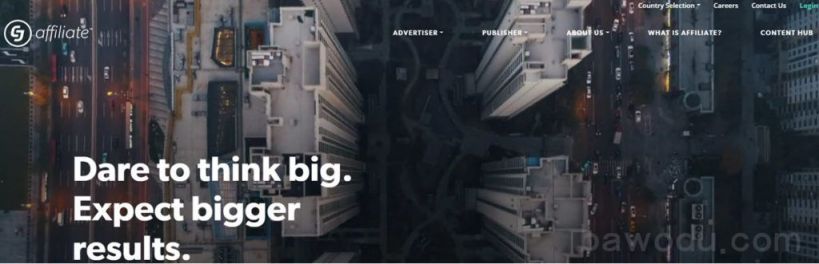 Country Selection Careers Contact Us Login
CJ affiliate
ADVERTISER PUBLISHER ABOUT US WHAT IS AFFILIATE? CONTENT HUB
Dare to think big.
Expect bigger
results.
pawodu.com